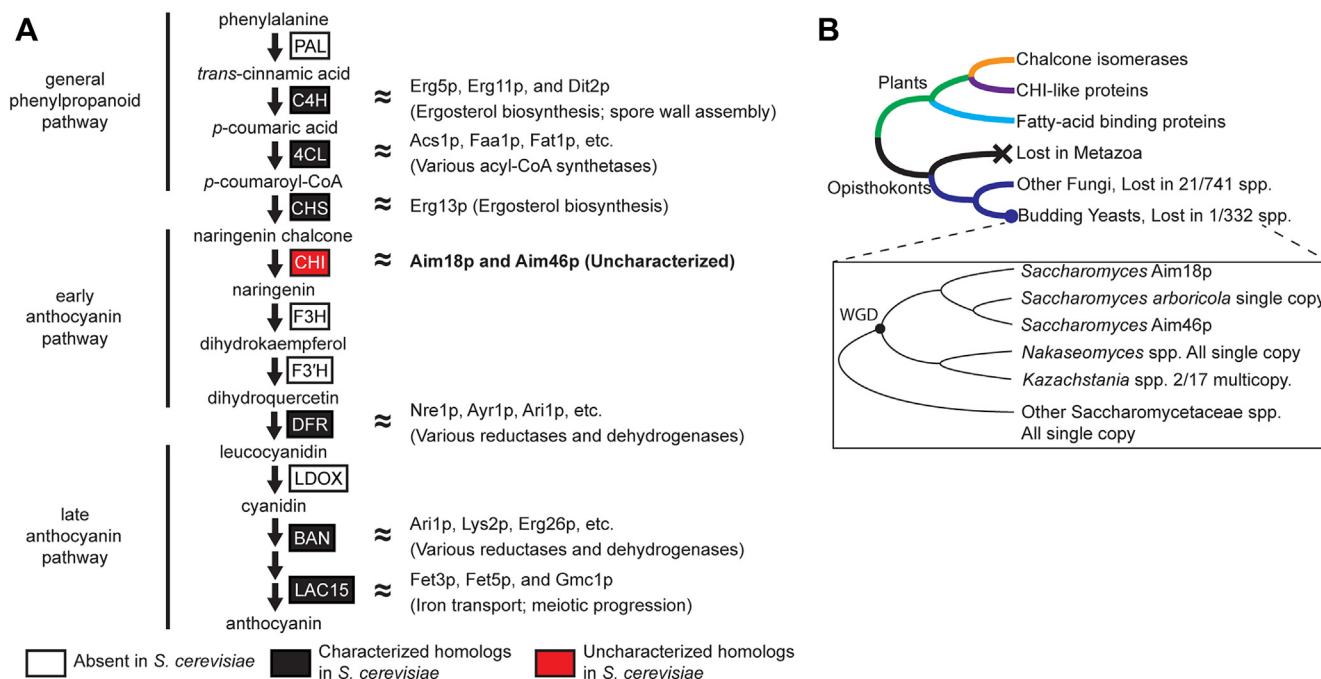 A
general
phenylpropanoid
pathway
early
anthocyanin
pathway
late
anthocyanin
pathway
phenylalanine
PAL
trans-cinnamic acid
C4H
≈
Erg5p, Erg11p, and Dit2p
(Ergosterol biosynthesis; spore wall assembly)
p-coumaric acid
4CL
≈
Acs1p, Faa1p, Fat1p, etc.
(Various acyl-CoA synthetases)
p-coumaroyl-CoA
CHS
≈
Erg13p (Ergosterol biosynthesis)
naringenin chalcone
CHI
≈
Aim18p and Aim46p (Uncharacterized)
naringenin
F3H
dihydrokaempferol
F3'H
dihydroquercetin
DFR
≈
Nre1p, Ayr1p, Ari1p, etc.
(Various reductases and dehydrogenases)
leucocyanidin
LDOX
cyanidin
BAN
≈
Ari1p, Lys2p, Erg26p, etc.
(Various reductases and dehydrogenases)
LAC15
≈
Fet3p, Fet5p, and Gmc1p
(Iron transport; meiotic progression)
anthocyanin
Absent in S. cerevisiae
Characterized homologs
in S. cerevisiae
Uncharacterized homologs
in S. cerevisiae
B
Plants
Opisthokonts
Chalcone isomerases
CHI-like proteins
Fatty-acid binding proteins
Lost in Metazoa
Other Fungi, Lost in 21/741 spp.
Budding Yeasts, Lost in 1/332 spp.
WGD
Saccharomyces Aim18p
Saccharomyces arboricola single copy
Saccharomyces Aim46p
Nakaseomyces spp. All single copy
Kazachstania spp. 2/17 multicopy.
Other Saccharomycetaceae spp.
All single copy